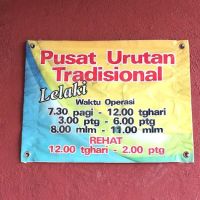 Pusat Urutan
Tradisional
Lelaki
Waktu Operasi
7.30 pagi - 12.00 tghari
3.00 ptg - 6.00 ptg
8.00 mlm - 11.00 mlm
REHAT
12.00 tghari - 2.00 ptg